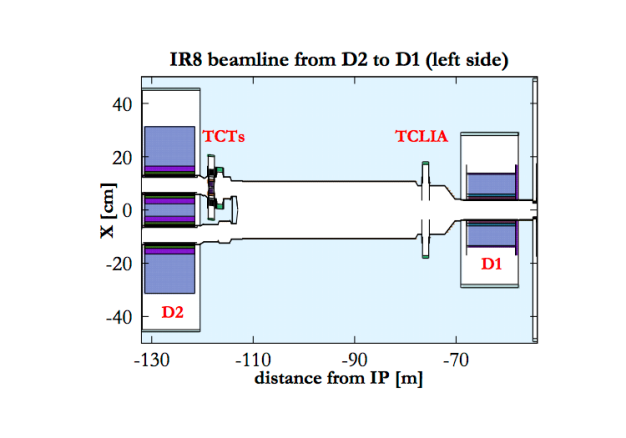 IR8 beamline from D2 to D1 (left side)
40
20
0
-20
-40
X [cm]
TCTs
TCLIA
D2
D1
-130
-110
-90
-70
distance from IP [m]